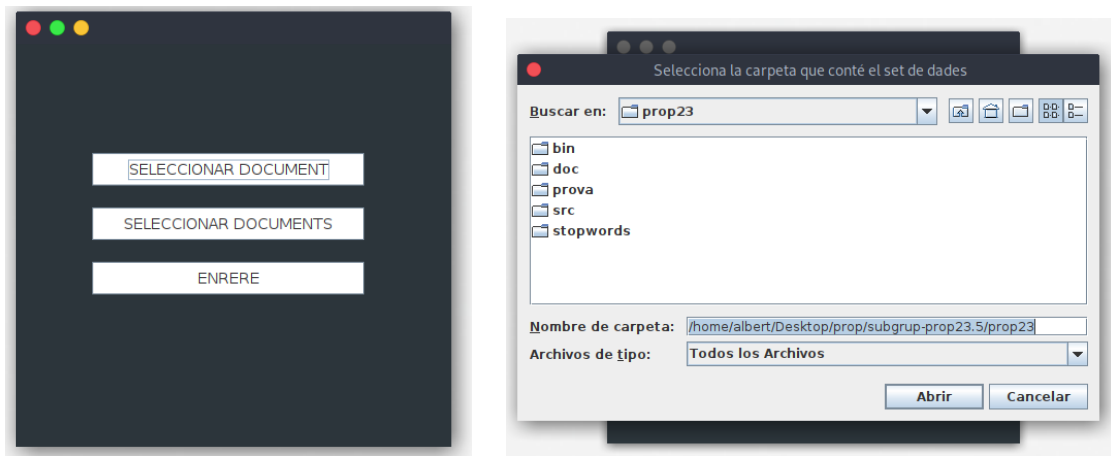 SELECCIONAR DOCUMENT
SELECCIONAR DOCUMENTS
ENRERE
Selecciona la carpeta que conté el set de dades
Buscar en: prop23
bin
doc
prova
src
stopwords
Nombre de carpeta: /home/albert/Desktop/prop/subgrup-prop23.5/prop23
Archivos de tipo: Todos los Archivos
Abrir Cancelar